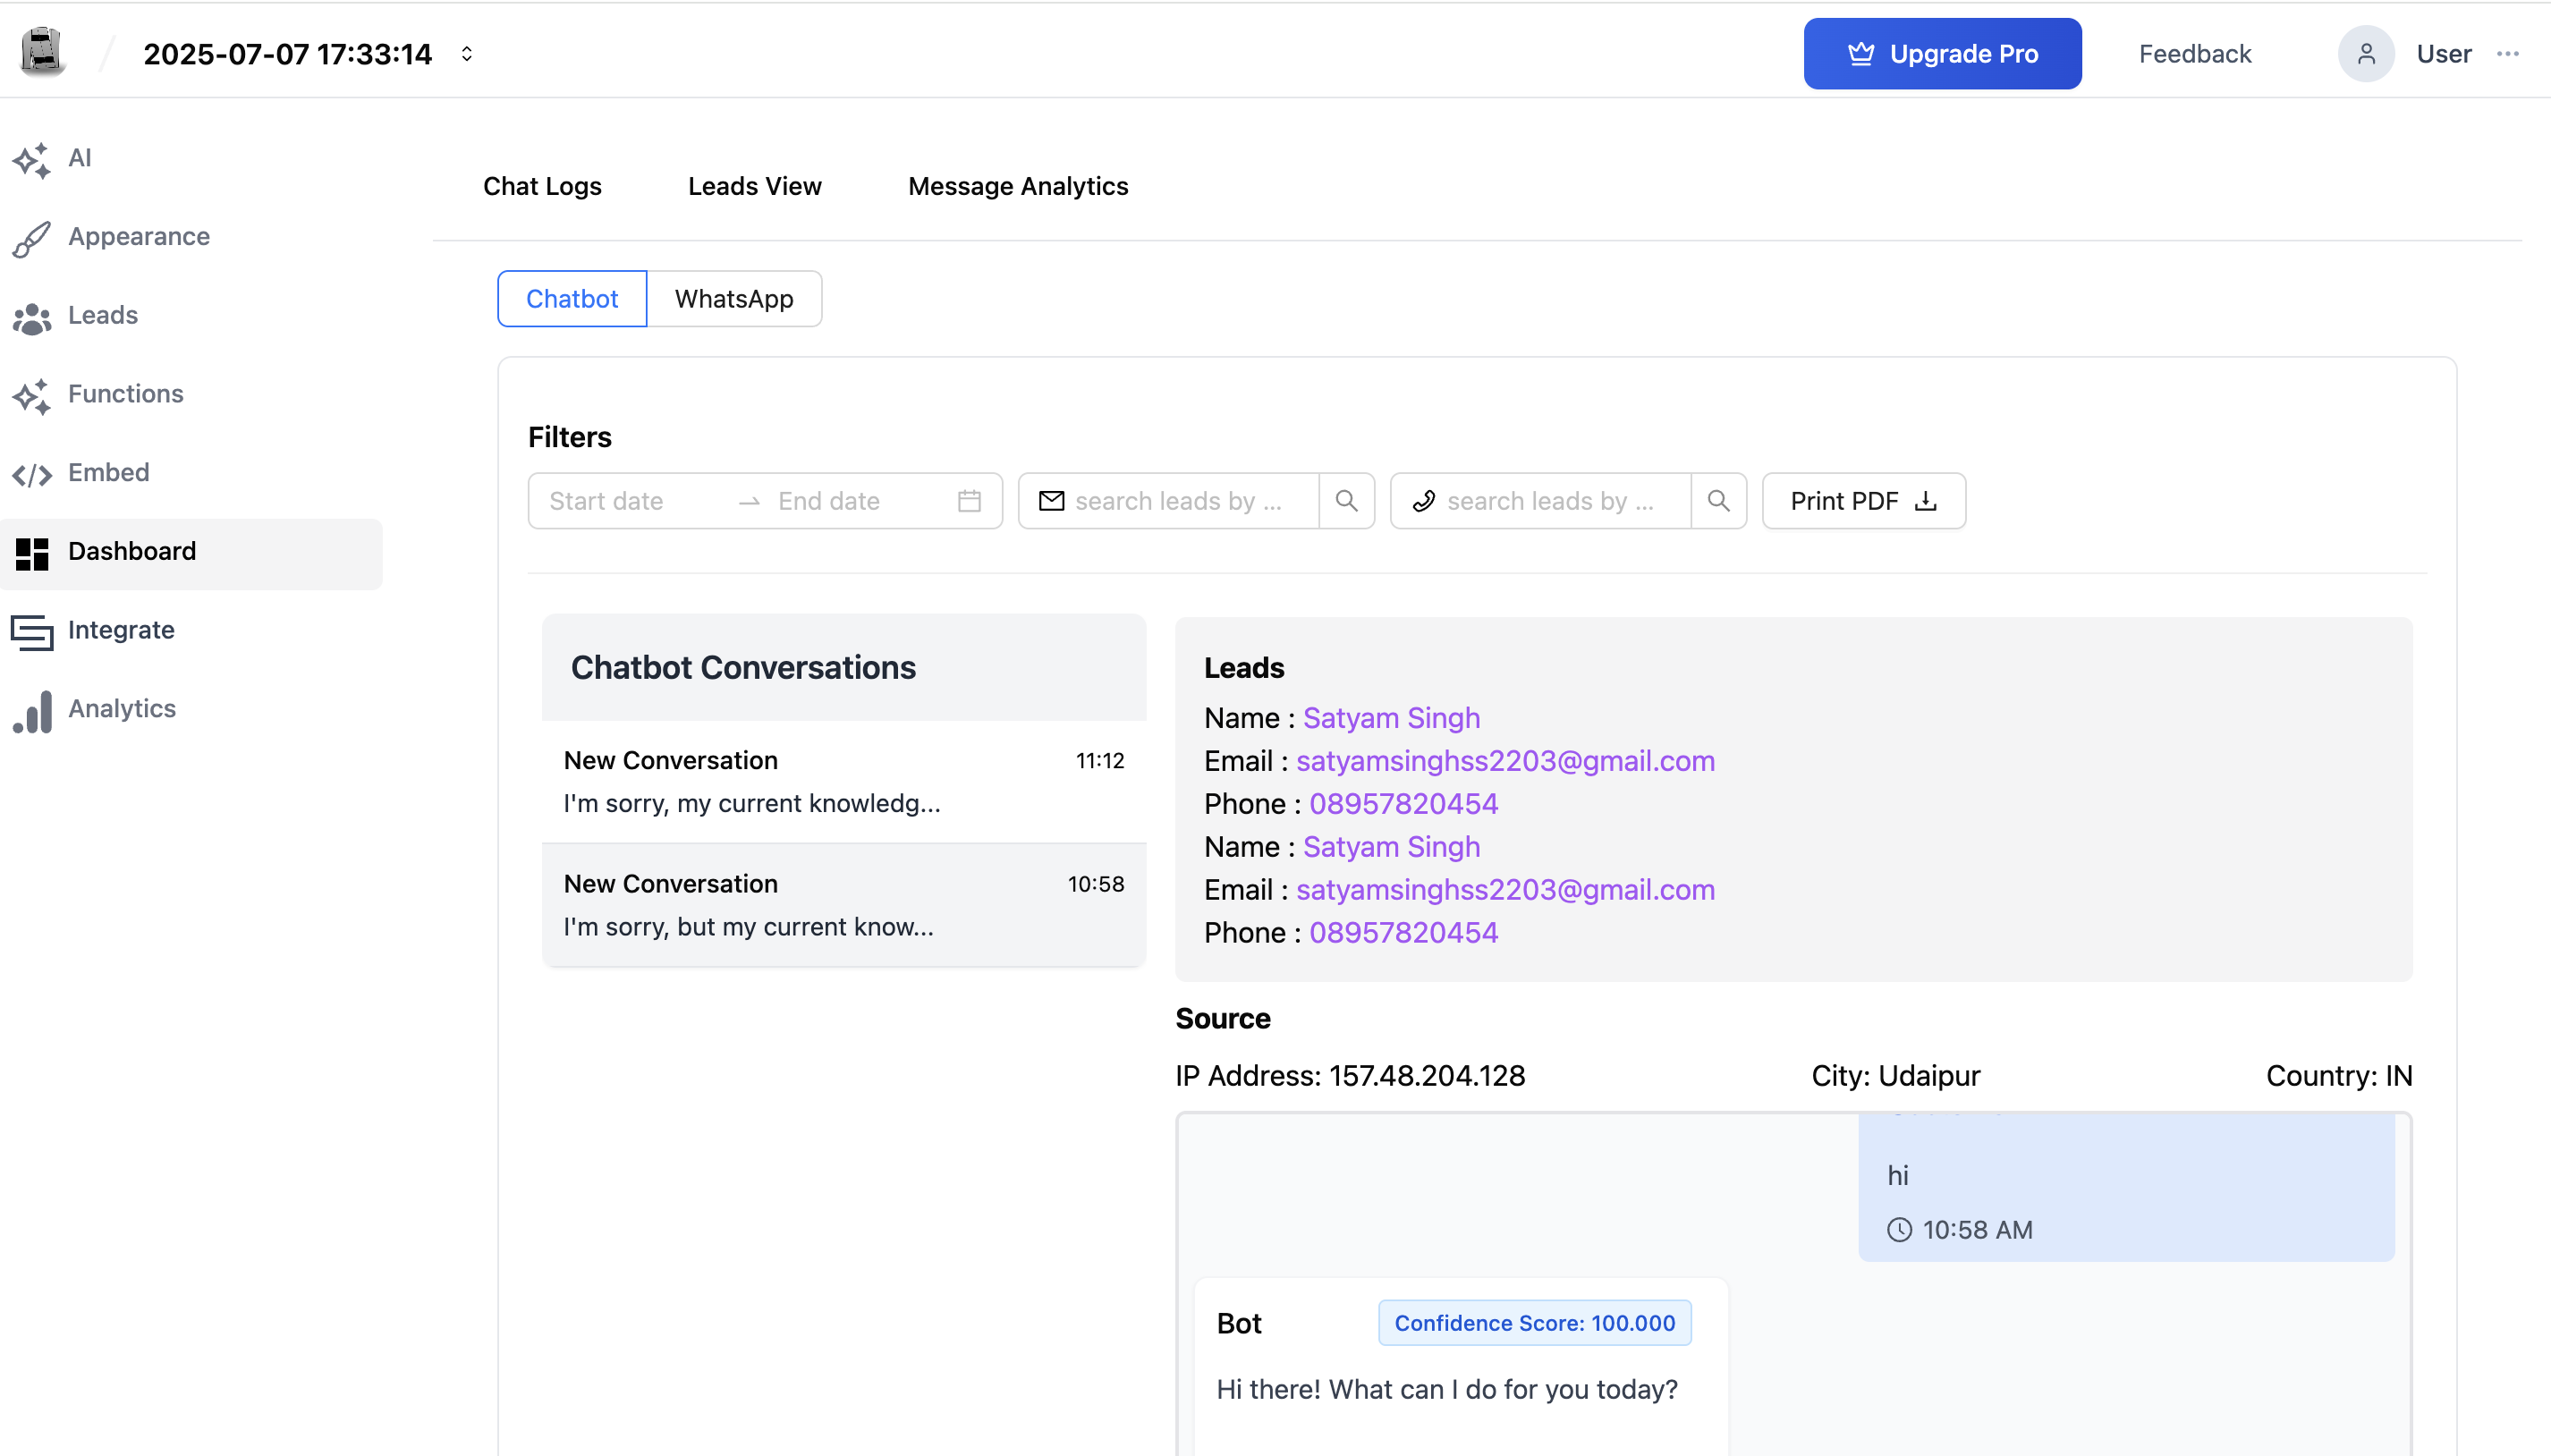 2025-07-07 17:33:14
Upgrade Pro
Feedback
User
AI
Appearance
Leads
Functions
Embed
Dashboard
Integrate
Analytics
Chat Logs Leads View Message Analytics
Chatbot WhatsApp
Filters
Start date End date search leads by ... search leads by ... Print PDF
Chatbot Conversations
New Conversation 11:12
I'm sorry, my current knowledg...
New Conversation 10:58
I'm sorry, but my current know...
Leads
Name : Satyam Singh
Email : satyamsinghss2203@gmail.com
Phone : 08957820454
Name : Satyam Singh
Email : satyamsinghss2203@gmail.com
Phone : 08957820454
Source
IP Address: 157.48.204.128 City: Udaipur Country: IN
hi
10:58 AM
Bot Confidence Score: 100.000
Hi there! What can I do for you today?